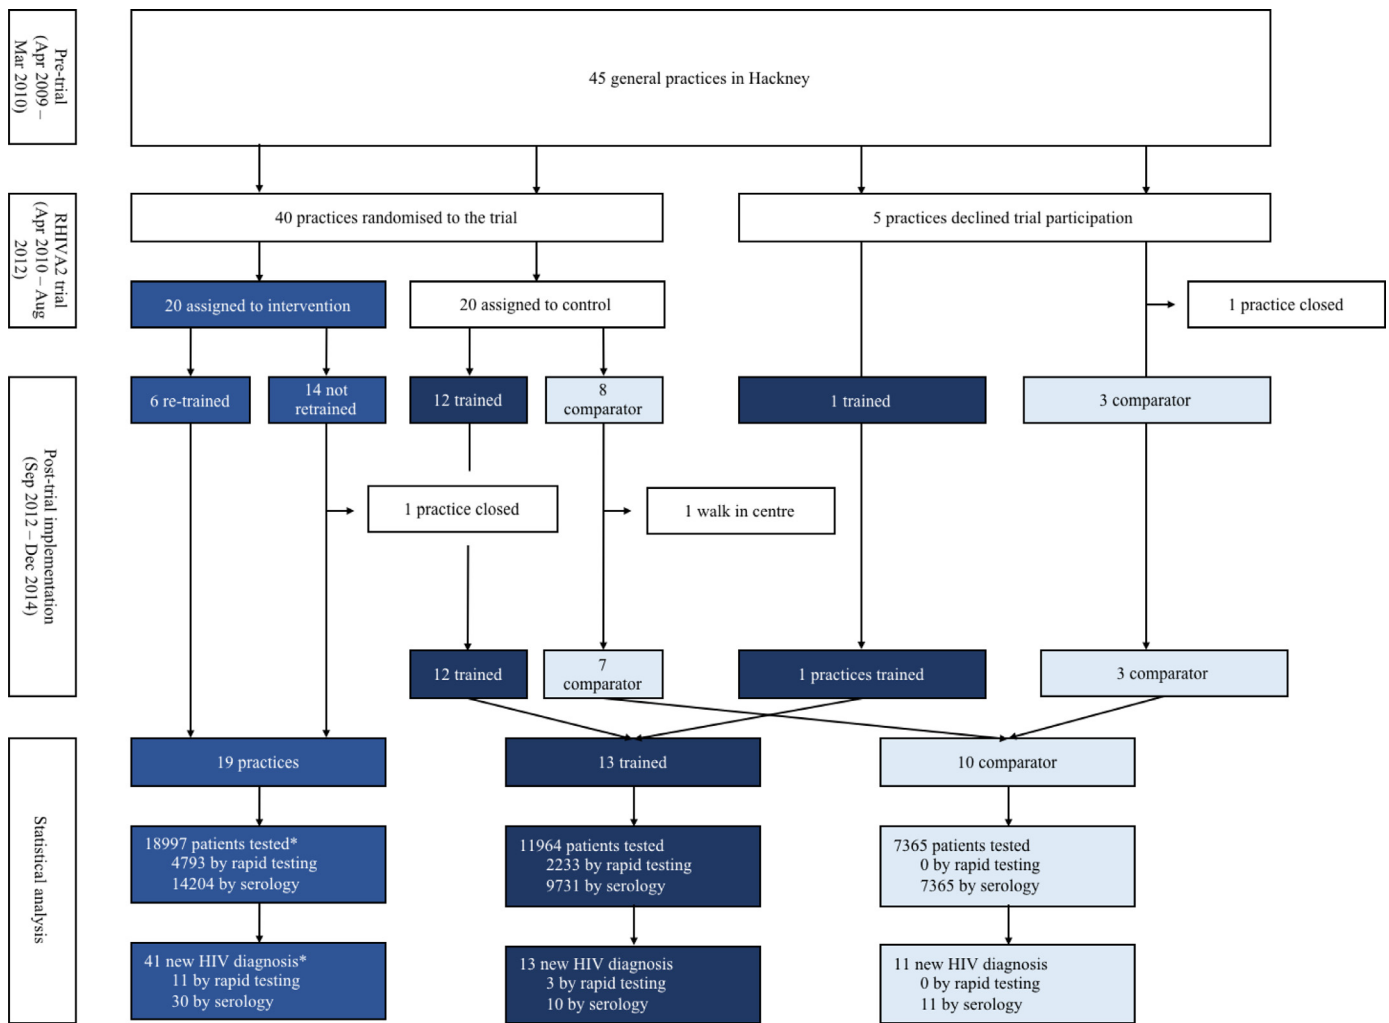 Pre-trial
(Apr 2009 –
Mar 2010)
45 general practices in Hackney
RHIVA2 trial
(Apr 2010 – Aug
2012)
40 practices randomised to the trial
5 practices declined trial participation
20 assigned to intervention
20 assigned to control
1 practice closed
Post-trial implementation
(Sep 2012 – Dec 2014)
6 re-trained
14 not
retrained
12 trained
8
comparator
1 trained
3 comparator
1 practice closed
1 walk in centre
12 trained
7
comparator
1 practices trained
3 comparator
Statistical analysis
19 practices
13 trained
10 comparator
18997 patients tested*
4793 by rapid testing
14204 by serology
11964 patients tested
2233 by rapid testing
9731 by serology
7365 patients tested
0 by rapid testing
7365 by serology
41 new HIV diagnosis*
11 by rapid testing
30 by serology
13 new HIV diagnosis
3 by rapid testing
10 by serology
11 new HIV diagnosis
0 by rapid testing
11 by serology